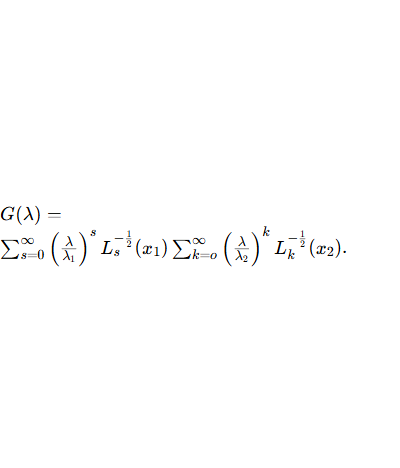 G(λ) =
∑_{s=0}^{∞} (λ/λ₁)^s L_s^{-1/2}(x₁) ∑_{k=o}^{∞} (λ/λ₂)^k L_k^{-1/2}(x₂).